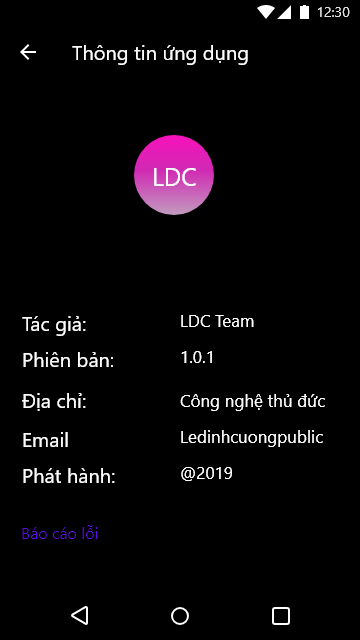 12:30
Thông tin ứng dụng
LDC
Tác giả: LDC Team
Phiên bản: 1.0.1
Địa chỉ: Công nghệ thủ đức
Email Ledinhcuongpublic
Phát hành: @2019
Báo cáo lỗi